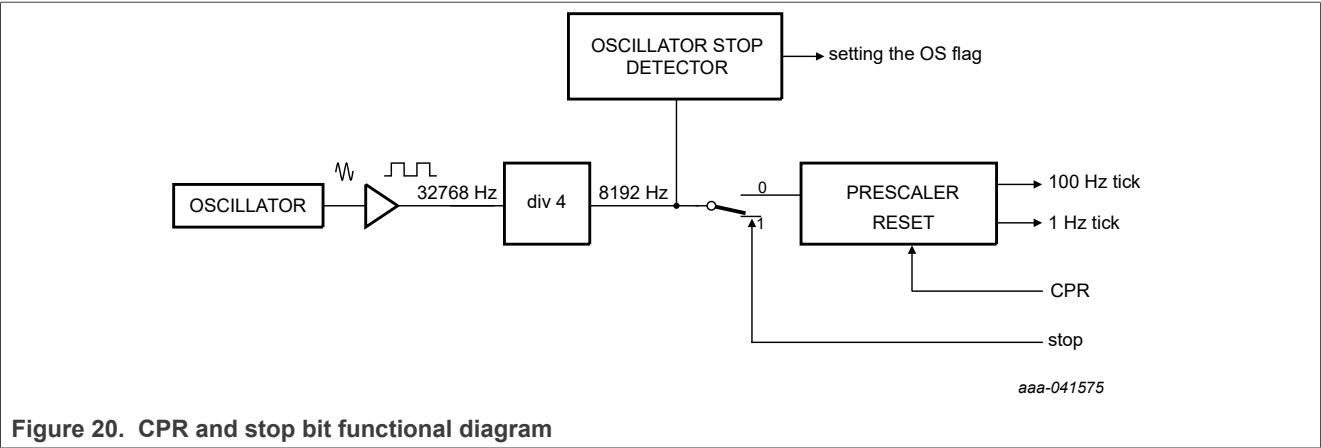 OSCILLATOR STOP
DETECTOR
setting the OS flag
OSCILLATOR
32768 Hz
div 4
8192 Hz
0
1
PRESCALER
RESET
100 Hz tick
1 Hz tick
CPR
stop
aaa-041575
Figure 20. CPR and stop bit functional diagram